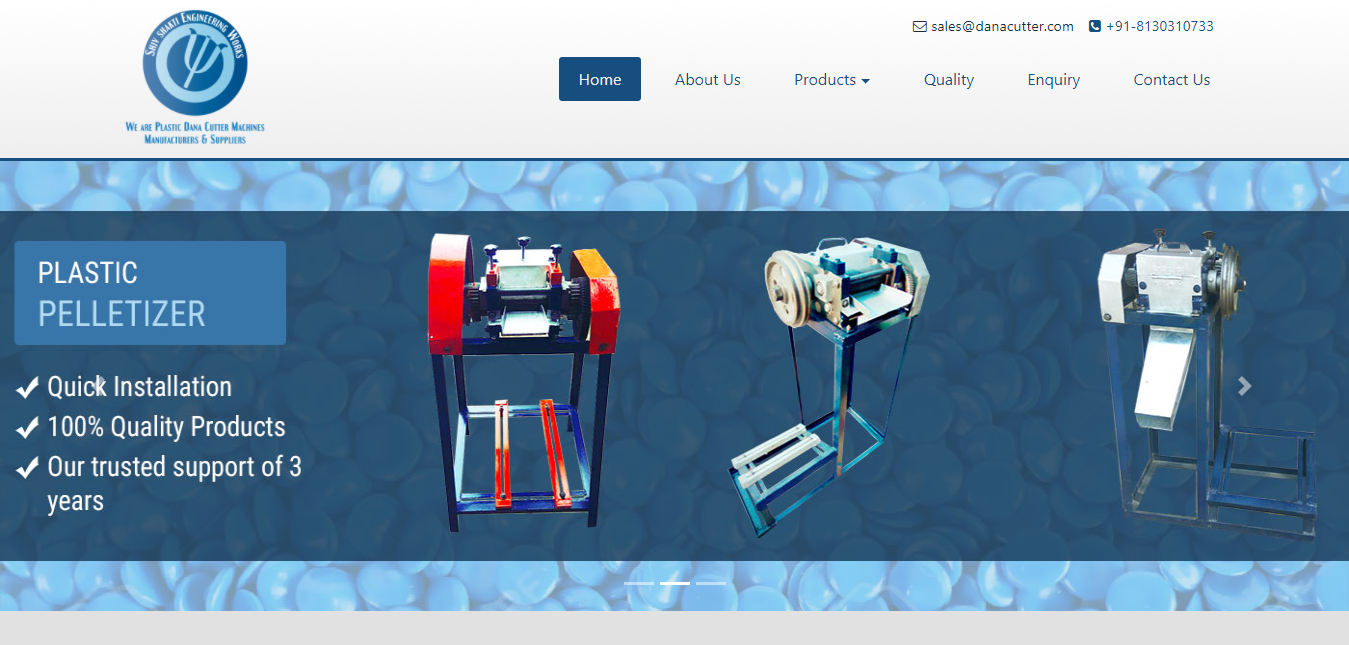 SHIV SHAKTI ENGINEERING WORKS
WE ARE PLASTIC DANA CUTTER MACHINES
MANUFACTURERS & SUPPLIERS
sales@danacutter.com +91-8130310733
Home About Us Products Quality Enquiry Contact Us
PLASTIC
PELLETIZER
Quick Installation
100% Quality Products
Our trusted support of 3
years